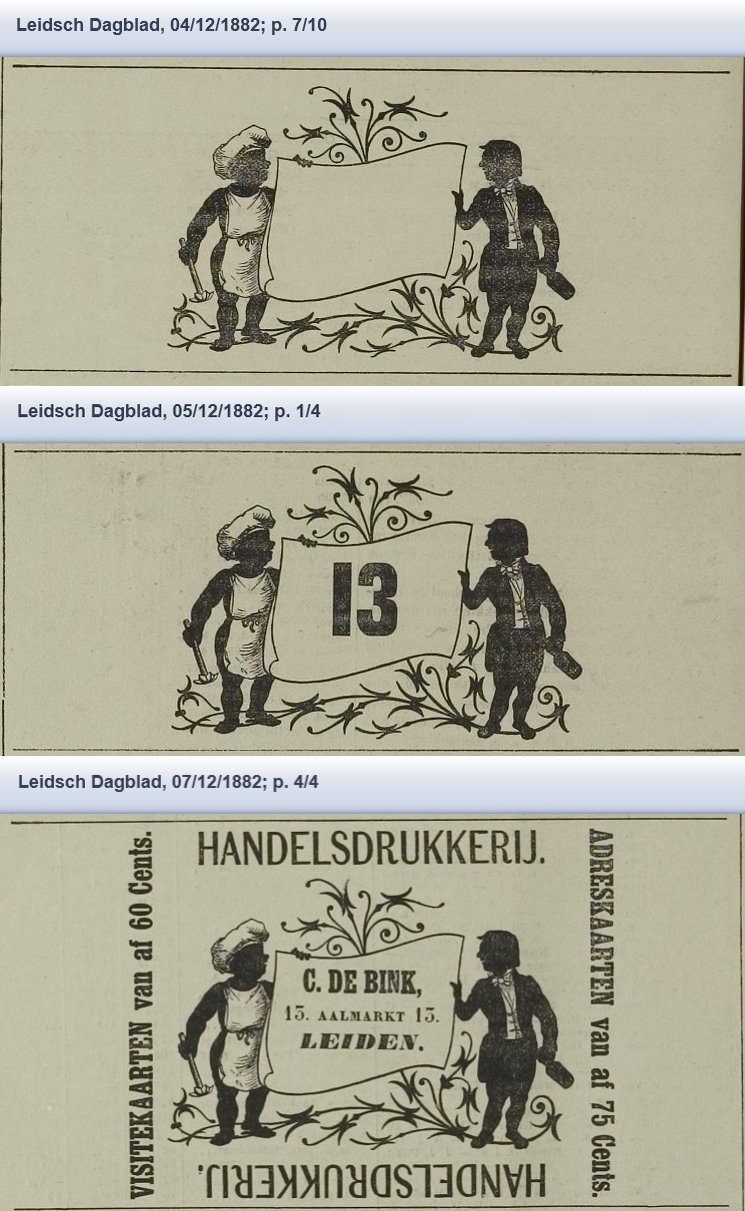 Leidsch Dagblad, 04/12/1882; p. 7/10
Leidsch Dagblad, 05/12/1882; p. 1/4
13
Leidsch Dagblad, 07/12/1882; p. 4/4
HANDELSDRUKKERIJ.
VISITEKAARTEN van af 60 Cents.
C. DE BINK,
13. AALMARKT 13.
LEIDEN.
ADRESKAARTEN van af 75 Cents.
HANDELSDRUKKERIJ.